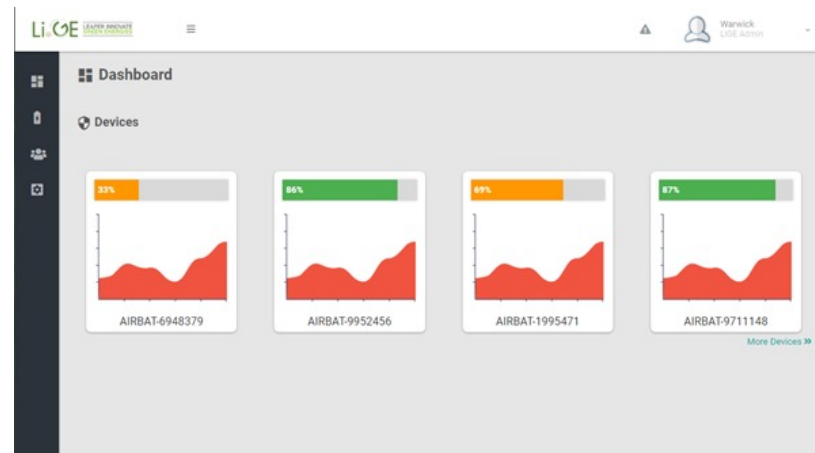 Li.GE LEAPER INNOVATE
GREEN ENERGIES
Warwick
LIGE Admin
Dashboard
Devices
33%
86%
69%
87%
AIRBAT-6948379
AIRBAT-9952456
AIRBAT-1995471
AIRBAT-9711148
More Devices »